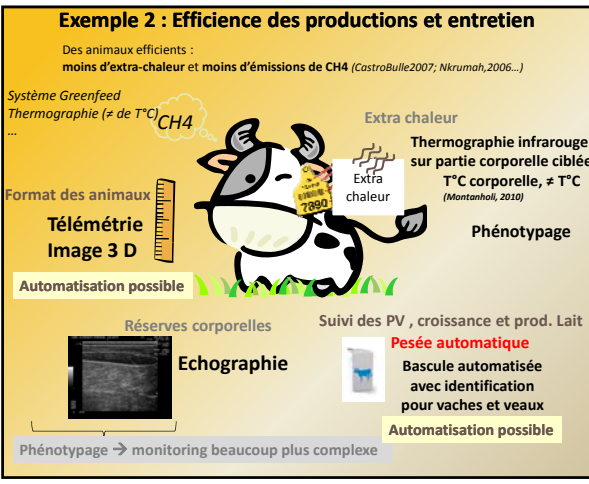 Exemple 2 : Efficience des productions et entretien
Des animaux efficients :
moins d'extra-chaleur et moins d'émissions de CH4 (CastroBulle2007; Nkrumah,2006…)
Système Greenfeed
Thermographie (≠ de T°C)
…
CH4
Extra chaleur
Thermographie infrarouge
sur partie corporelle ciblée
T°C corporelle, ≠ T°C
(Montanholi, 2010)
Phénotypage
Extra
chaleur
7890
Format des animaux
Télémétrie
Image 3 D
Automatisation possible
Réserves corporelles
Echographie
Suivi des PV , croissance et prod. Lait
Pesée automatique
Bascule automatisée
avec identification
pour vaches et veaux
Automatisation possible
Phénotypage → monitoring beaucoup plus complexe